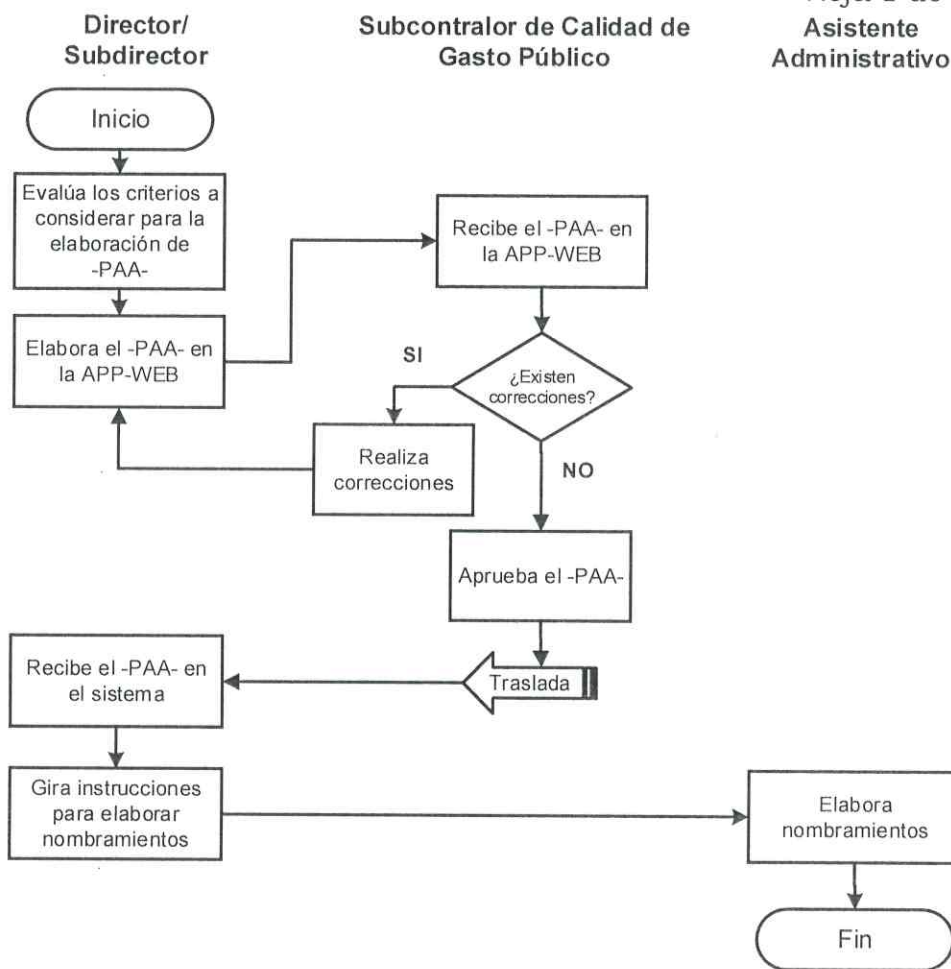 Director/
Subdirector
Subcontralor de Calidad de
Gasto Público
Asistente
Administrativo
Inicio
Evalúa los criterios a
considerar para la
elaboración de
-PAA-
Elabora el -PAA- en
la APP-WEB
Recibe el -PAA- en
la APP-WEB
¿Existen
correcciones?
SI
Realiza
correcciones
NO
Aprueba el -PAA-
Traslada
Recibe el -PAA- en
el sistema
Gira instrucciones
para elaborar
nombramientos
Elabora
nombramientos
Fin